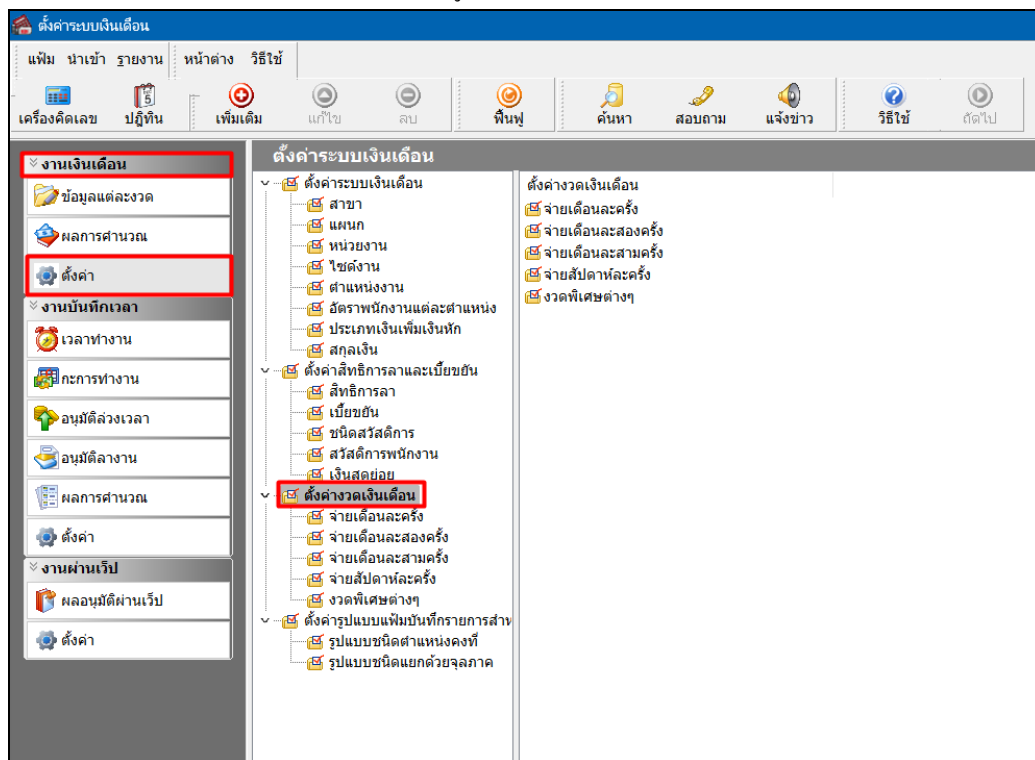 ตั้งค่าระบบเงินเดือน
แฟ้ม นำเข้า รายงาน หน้าต่าง วิธีใช้
5
เครื่องคิดเลข ปฏิทิน เพิ่มเติม แก้ไข ลบ ฟื้นฟู ค้นหา สอบถาม แจ้งข่าว วิธีใช้ ถัดไป
งานเงินเดือน
ข้อมูลแต่ละงวด
ผลการคำนวณ
ตั้งค่า
งานบันทึกเวลา
เวลาทำงาน
กะการทำงาน
อนุมัติล่วงเวลา
อนุมัติลางาน
ผลการคำนวณ
ตั้งค่า
งานผ่านเว็ป
ผลอนุมัติผ่านเว็ป
ตั้งค่า
ตั้งค่าระบบเงินเดือน
ตั้งค่าระบบเงินเดือน
สาขา
แผนก
หน่วยงาน
ไซด์งาน
ตำแหน่งงาน
อัตราพนักงานแต่ละตำแหน่ง
ประเภทเงินเพิ่มเงินหัก
สกุลเงิน
ตั้งค่าสิทธิการลาและเบี้ยขยัน
สิทธิการลา
เบี้ยขยัน
ชนิดสวัสดิการ
สวัสดิการพนักงาน
เงินสดย่อย
ตั้งค่างวดเงินเดือน
จ่ายเดือนละครั้ง
จ่ายเดือนละสองครั้ง
จ่ายเดือนละสามครั้ง
จ่ายสัปดาห์ละครั้ง
งวดพิเศษต่างๆ
ตั้งค่ารูปแบบแฟ้มบันทึกรายการสำห
รูปแบบชนิดตำแหน่งคงที่
รูปแบบชนิดแยกด้วยจุลภาค
ตั้งค่างวดเงินเดือน
จ่ายเดือนละครั้ง
จ่ายเดือนละสองครั้ง
จ่ายเดือนละสามครั้ง
จ่ายสัปดาห์ละครั้ง
งวดพิเศษต่างๆ